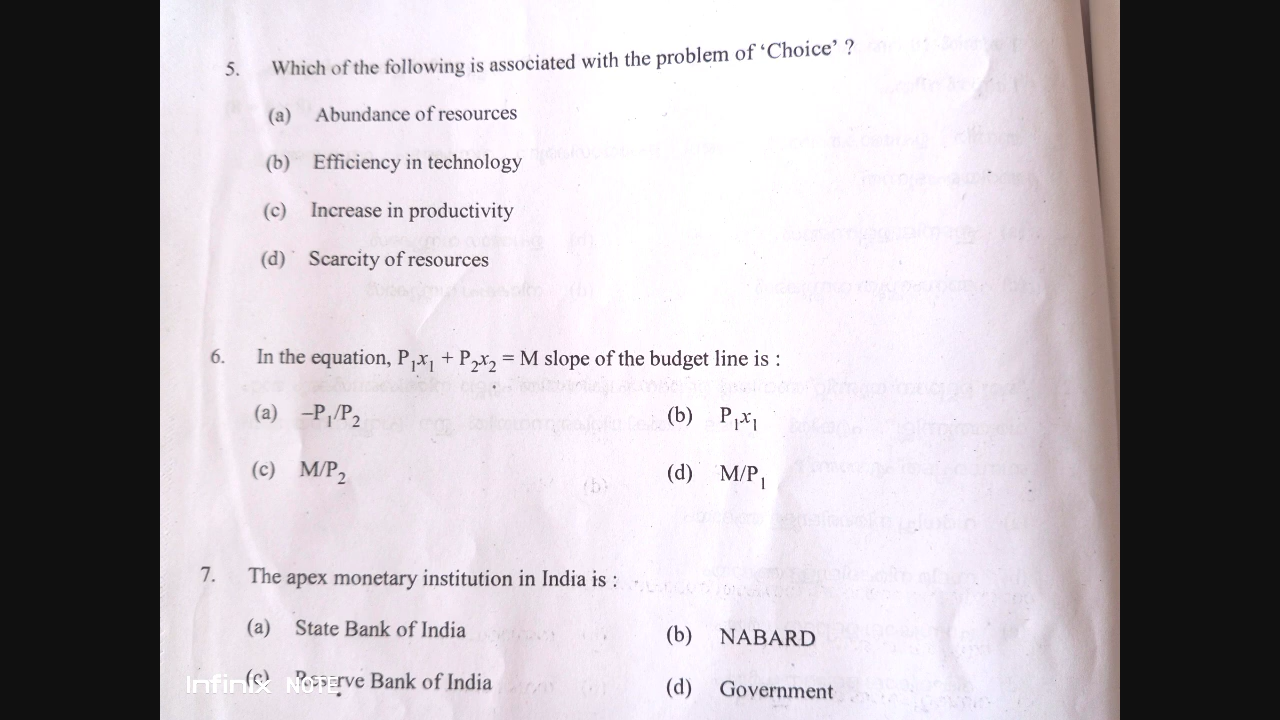 5. Which of the following is associated with the problem of ‘Choice’ ?
(a) Abundance of resources
(b) Efficiency in technology
(c) Increase in productivity
(d) Scarcity of resources
6. In the equation, P₁x₁ + P₂x₂ = M slope of the budget line is :
(a) –P₁/P₂ (b) P₁x₁
(c) M/P₂ (d) M/P₁
7. The apex monetary institution in India is :
(a) State Bank of India (b) NABARD
(c) Reserve Bank of India (d) Government
Infinix NOTE